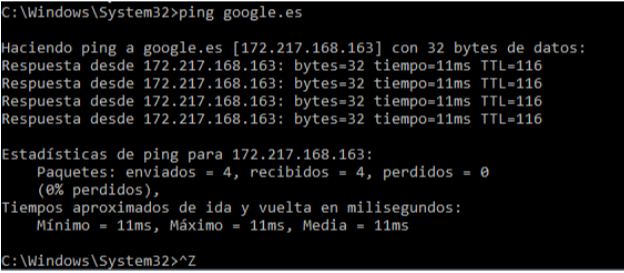 C:\Windows\System32>ping google.es
Haciendo ping a google.es [172.217.168.163] con 32 bytes de datos:
Respuesta desde 172.217.168.163: bytes=32 tiempo=11ms TTL=116
Respuesta desde 172.217.168.163: bytes=32 tiempo=11ms TTL=116
Respuesta desde 172.217.168.163: bytes=32 tiempo=11ms TTL=116
Respuesta desde 172.217.168.163: bytes=32 tiempo=11ms TTL=116
Estadísticas de ping para 172.217.168.163:
Paquetes: enviados = 4, recibidos = 4, perdidos = 0
(0% perdidos),
Tiempos aproximados de ida y vuelta en milisegundos:
Mínimo = 11ms, Máximo = 11ms, Media = 11ms
C:\Windows\System32>^Z